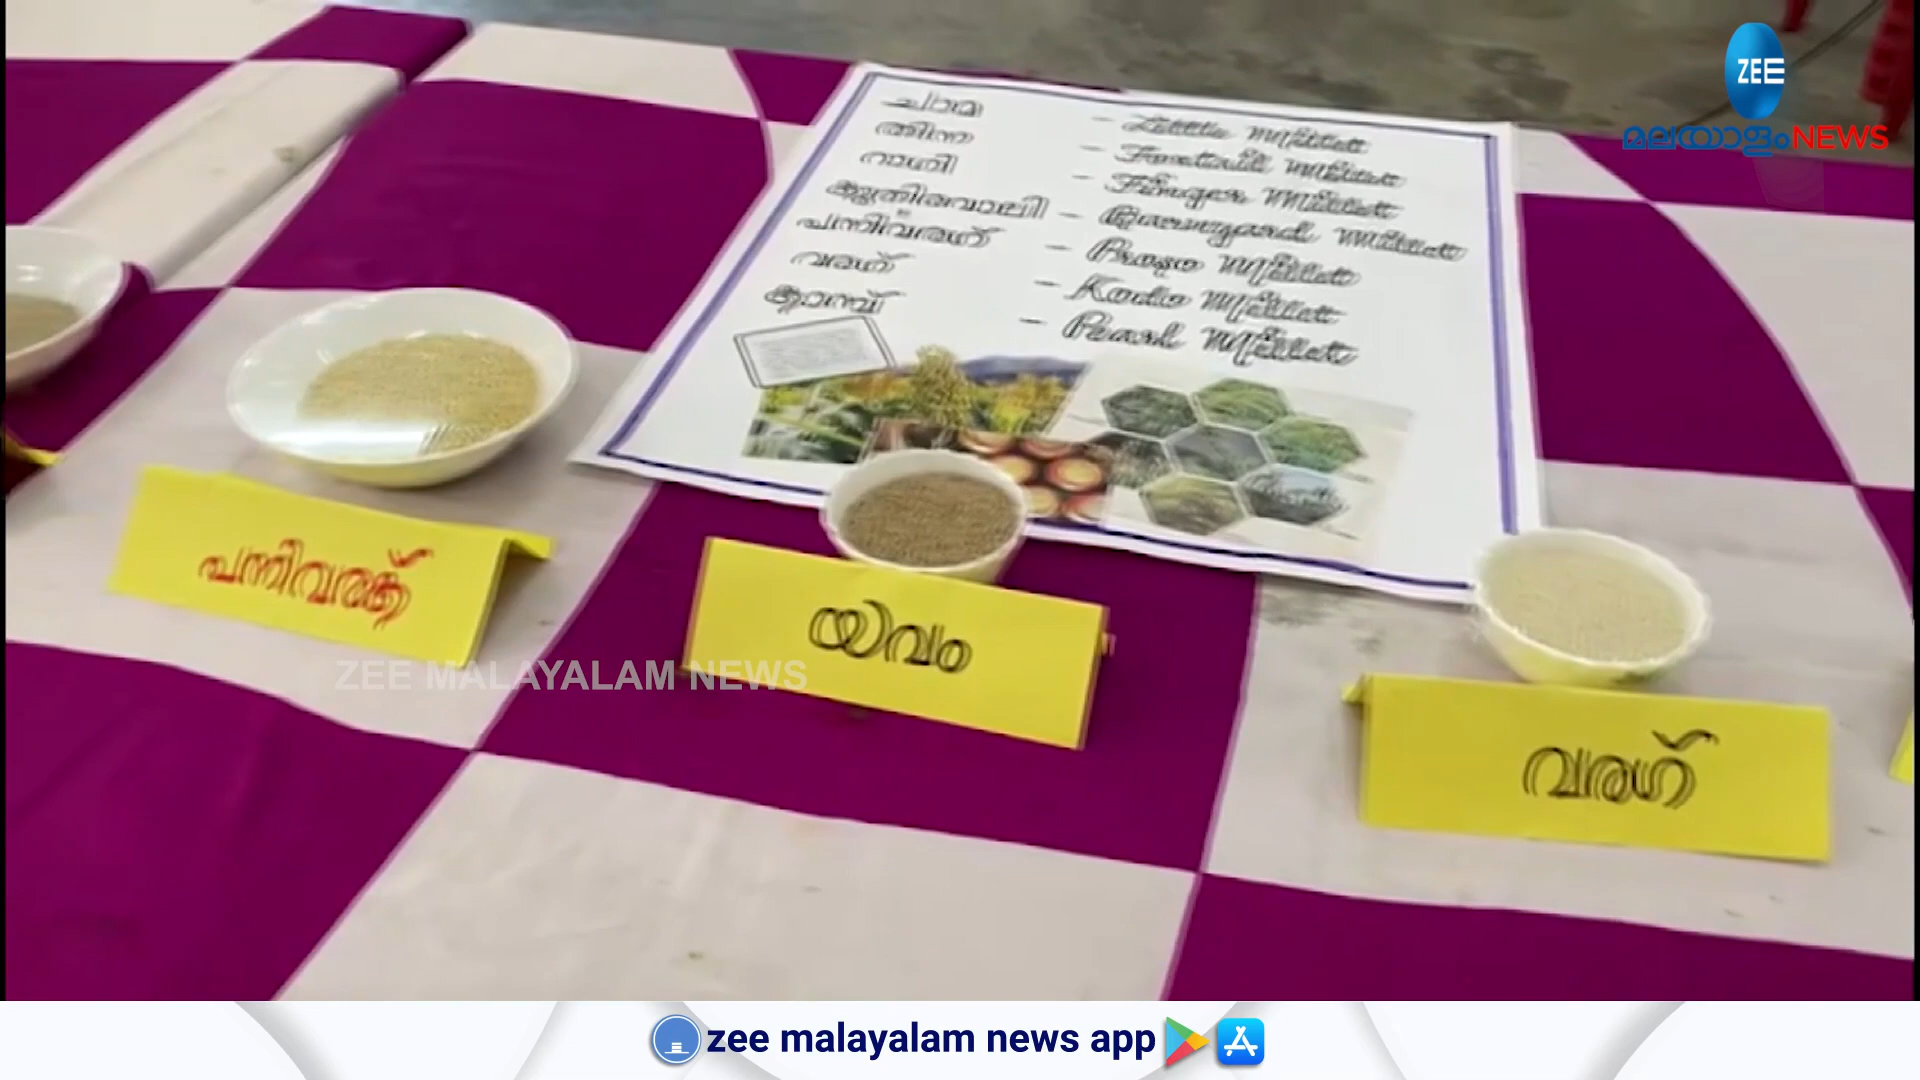 ZEE
മലയാളംNEWS
ചാമ - Little Millet
തിന - Foxtail Millet
റാഗി - Finger Millet
കുതിരവാലി - Barnyard Millet
പനിവരഗ് - Proso Millet
വരഗ് - Kodo Millet
കമ്പ് - Pearl Millet
പനിവരഗ്
യവം
വരഗ്
ZEE MALAYALAM NEWS
zee malayalam news app